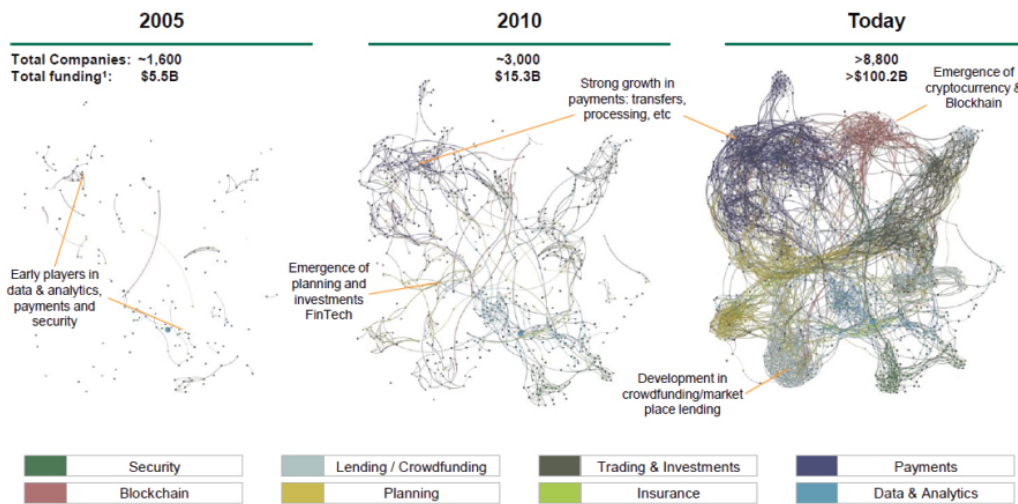 2005
2010
Today
Total Companies: ~1,600
~3,000
>8,800
Total funding¹: $5.5B
$15.3B
>$100.2B
Strong growth in
payments: transfers,
processing, etc
Emergence of
cryptocurrency &
Blockhain
Early players in
data & analytics,
payments and
security
Emergence of
planning and
investments
FinTech
Development in
crowdfunding/market
place lending
Security
Lending / Crowdfunding
Trading & Investments
Payments
Blockchain
Planning
Insurance
Data & Analytics